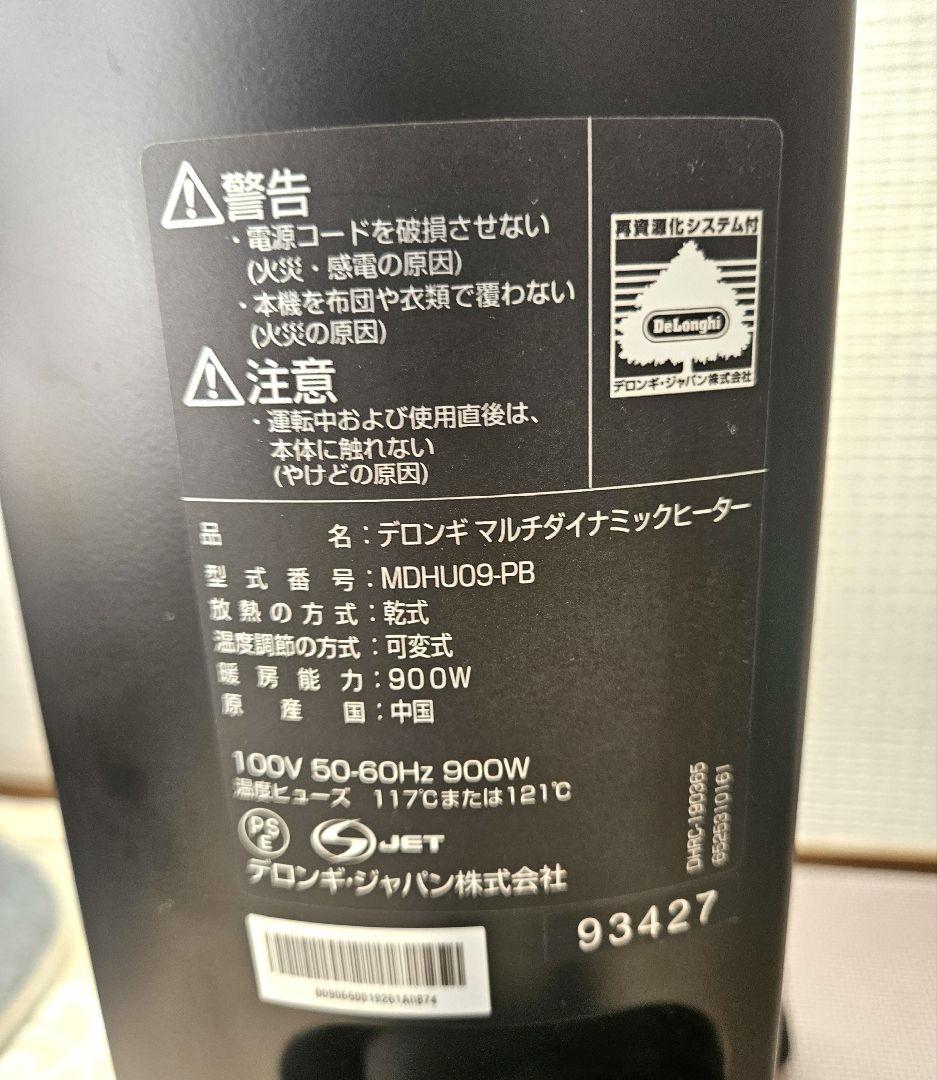 警告
・電源コードを破損させない
(火災・感電の原因)
・本機を布団や衣類で覆わない
(火災の原因)
注意
・運転中および使用直後は、
本体に触れない
(やけどの原因)
再資源化システム付
DeLonghi
デロンギ・ジャパン株式会社
品名：デロンギ マルチダイナミックヒーター
型式番号：MDHU09-PB
放熱の方式：乾式
温度調節の方式：可変式
暖房能力：900W
原産国：中国
100V 50-60Hz 900W
温度ヒューズ 117℃または121℃
PSE JET
デロンギ・ジャパン株式会社
DHRC-190365
6525310161
93427
009066D019261A0874